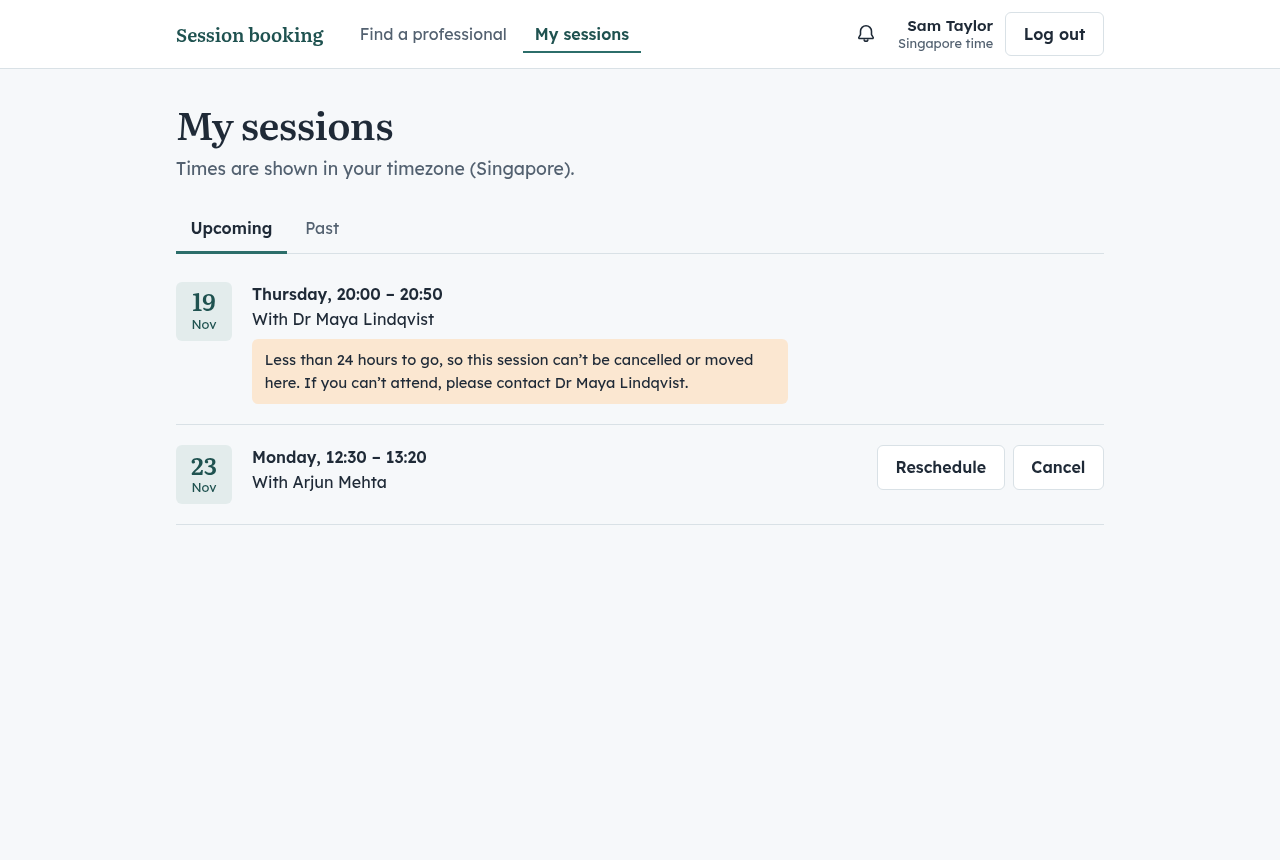 Session booking
Find a professional
My sessions
Sam Taylor
Singapore time
Log out
My sessions
Times are shown in your timezone (Singapore).
Upcoming
Past
19
Nov
Thursday, 20:00 – 20:50
With Dr Maya Lindqvist
Less than 24 hours to go, so this session can’t be cancelled or moved
here. If you can’t attend, please contact Dr Maya Lindqvist.
23
Nov
Monday, 12:30 – 13:20
With Arjun Mehta
Reschedule
Cancel